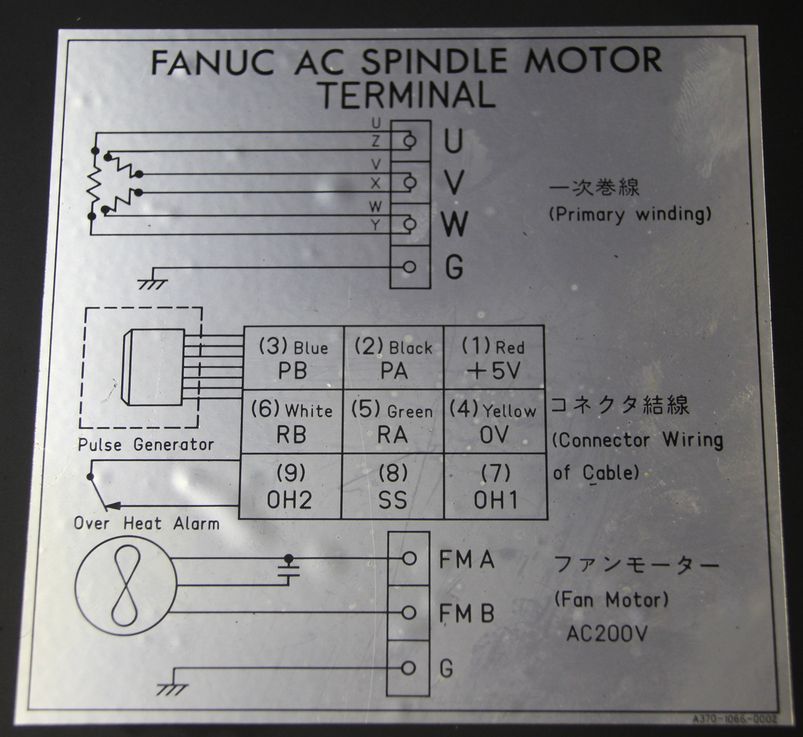 FANUC AC SPINDLE MOTOR
TERMINAL
U
Z
U
V
X
V
W
Y
W
G
一次巻線
(Primary winding)
(3) Blue (2) Black (1) Red
PB PA +5V
(6) White (5) Green (4) Yellow
RB RA 0V
(9) (8) (7)
OH2 SS OH1
Pulse Generator
Over Heat Alarm
コネクタ結線
(Connector Wiring
of Cable)
FMA
FMB
G
ファンモーター
(Fan Motor)
AC200V
A370-1066-0002